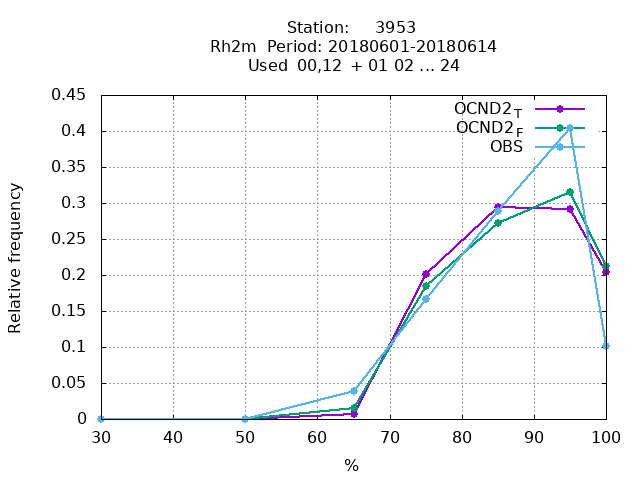 Station: 3953
Rh2m Period: 20180601-20180614
Used 00,12 + 01 02 ... 24
OCND2T
OCND2F
OBS
Relative frequency
0.45
0.4
0.35
0.3
0.25
0.2
0.15
0.1
0.05
0
30 40 50 60 70 80 90 100
%